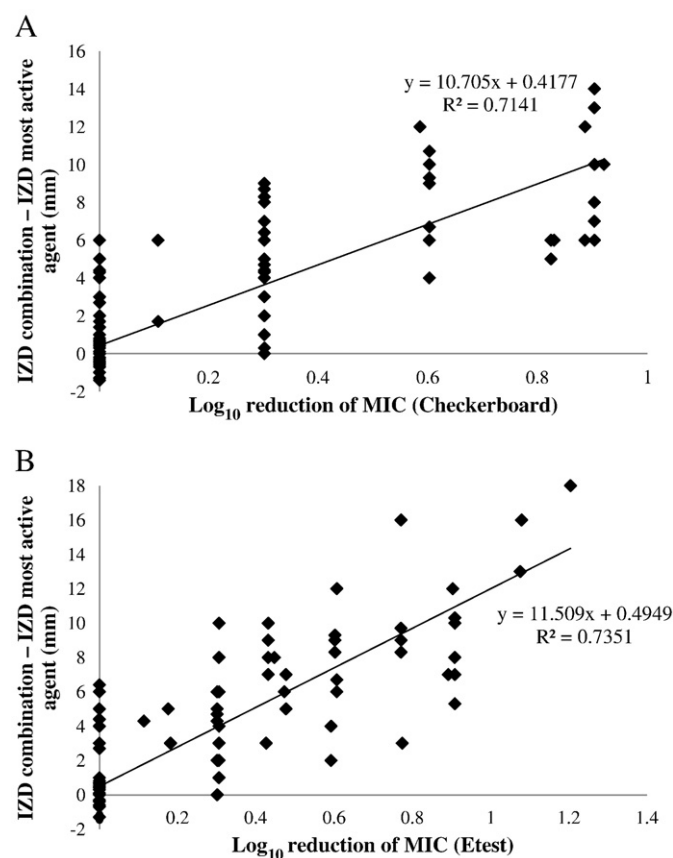 A
16
14
12
10
8
6
4
2
0
-2
IZD combination – IZD most active
agent (mm)
y = 10.705x + 0.4177
R² = 0.7141
0.2 0.4 0.6 0.8 1
Log₁₀ reduction of MIC (Checkerboard)
B
18
16
14
12
10
8
6
4
2
0
-2
IZD combination – IZD most active
agent (mm)
y = 11.509x + 0.4949
R² = 0.7351
0.2 0.4 0.6 0.8 1 1.2 1.4
Log₁₀ reduction of MIC (Etest)